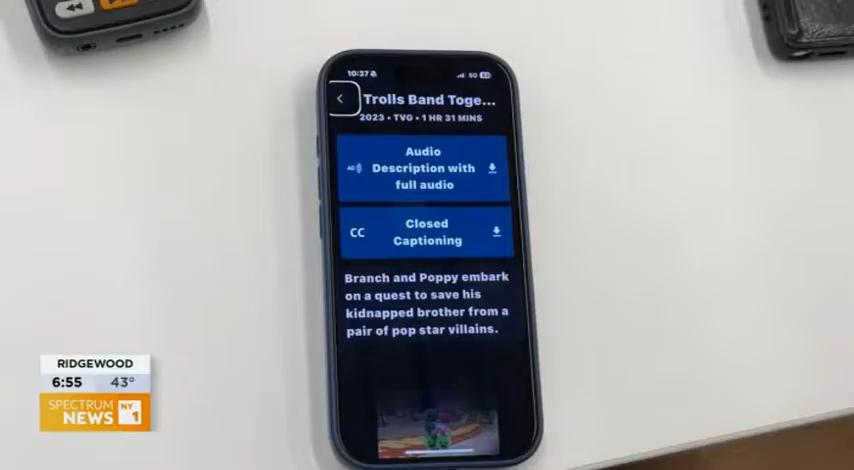 10:37
5G
Trolls Band Toge...
2023 • TVG • 1 HR 31 MINS
AD
Audio
Description with
full audio
CC
Closed
Captioning
Branch and Poppy embark
on a quest to save his
kidnapped brother from a
pair of pop star villains.
RIDGEWOOD
6:55 43°
SPECTRUM
NEWS NY 1